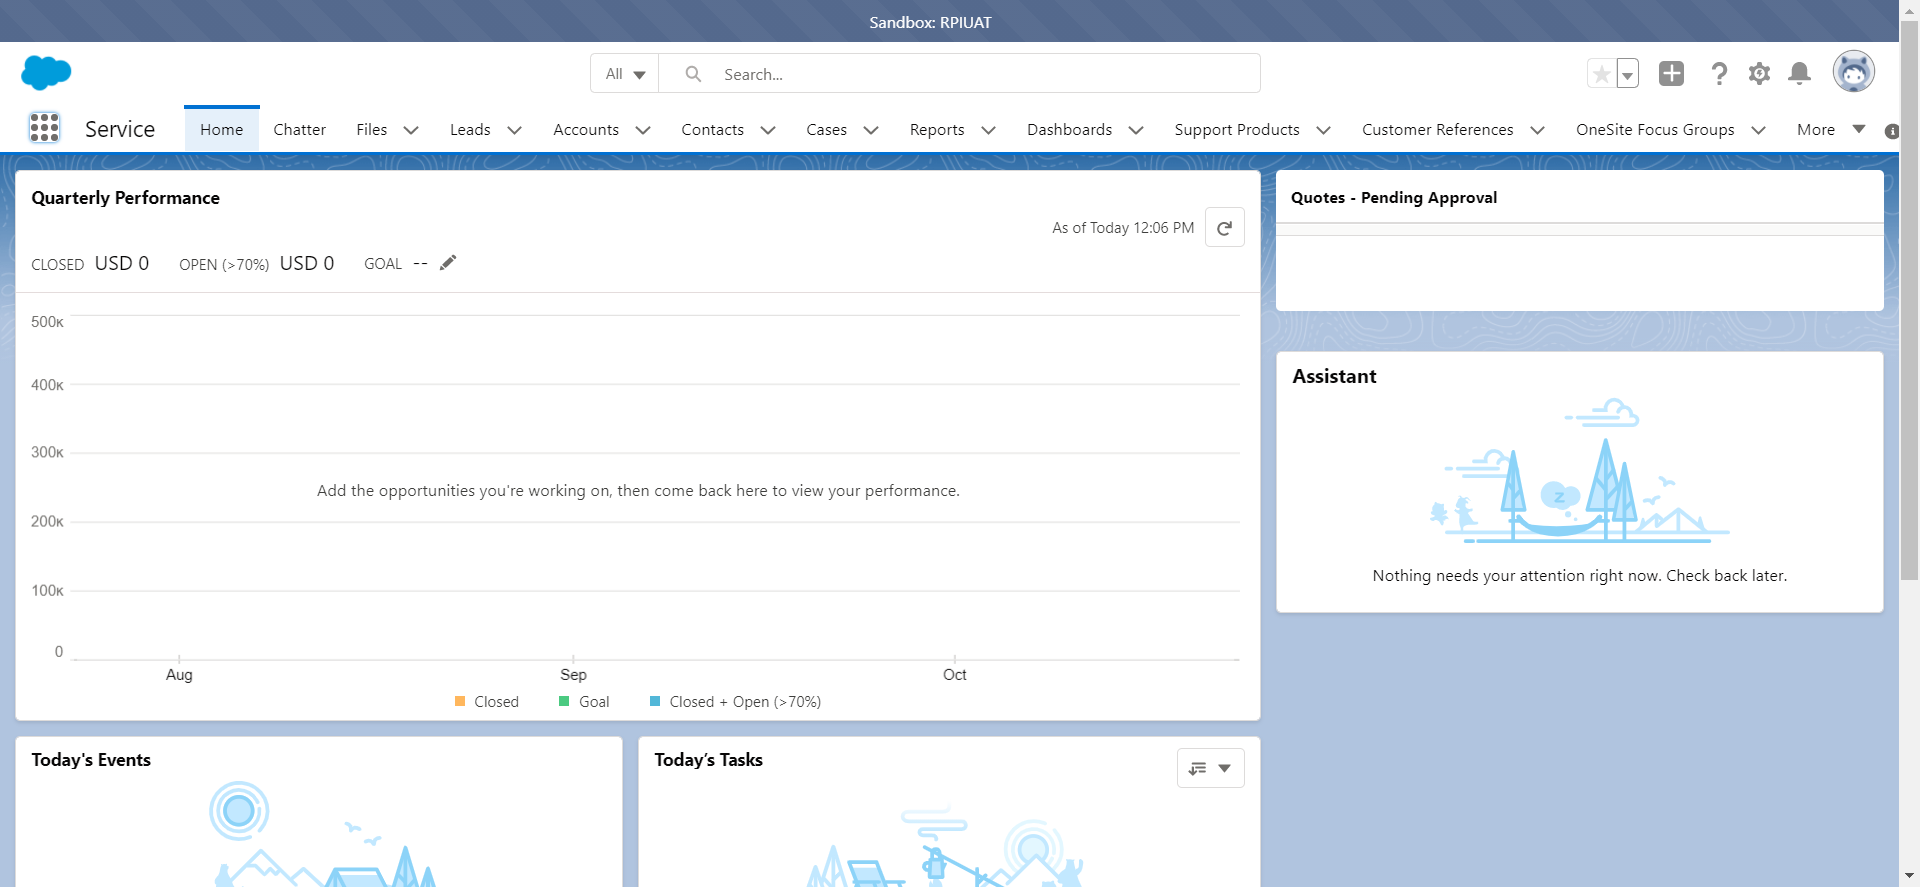 Sandbox: RPIUAT
All
Search...
Service
Home
Chatter
Files
Leads
Accounts
Contacts
Cases
Reports
Dashboards
Support Products
Customer References
OneSite Focus Groups
More
Quarterly Performance
As of Today 12:06 PM
CLOSED USD 0 OPEN (>70%) USD 0 GOAL --
500K
400K
300K
Add the opportunities you're working on, then come back here to view your performance.
200K
100K
0
Aug Sep Oct
Closed Goal Closed + Open (>70%)
Quotes - Pending Approval
Assistant
z
Nothing needs your attention right now. Check back later.
Today's Events
Today’s Tasks